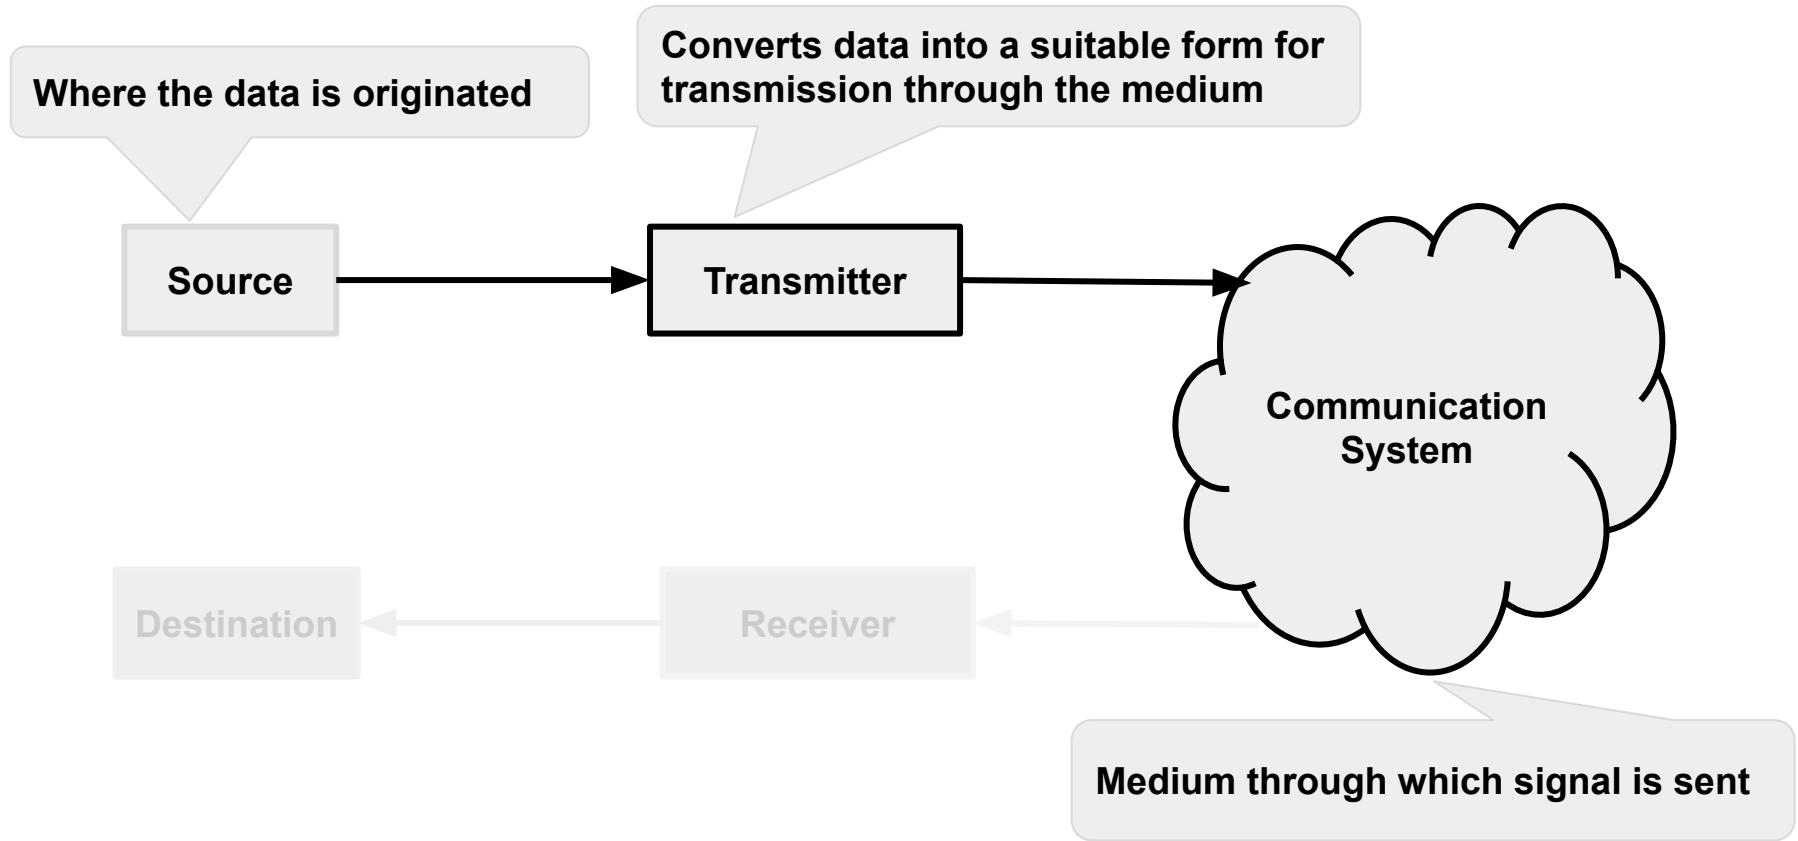 Where the data is originated
Converts data into a suitable form for
transmission through the medium
Source
Transmitter
Communication
System
Destination
Receiver
Medium through which signal is sent